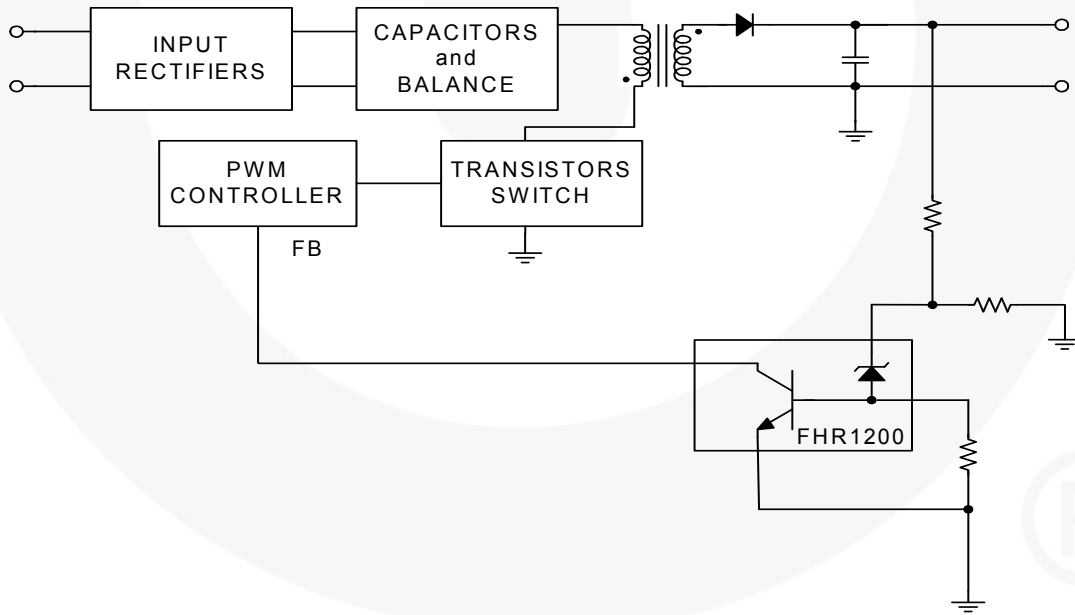 INPUT
RECTIFIERS
CAPACITORS
and
BALANCE
PWM
CONTROLLER
TRANSISTORS
SWITCH
FB
FHR1200
®